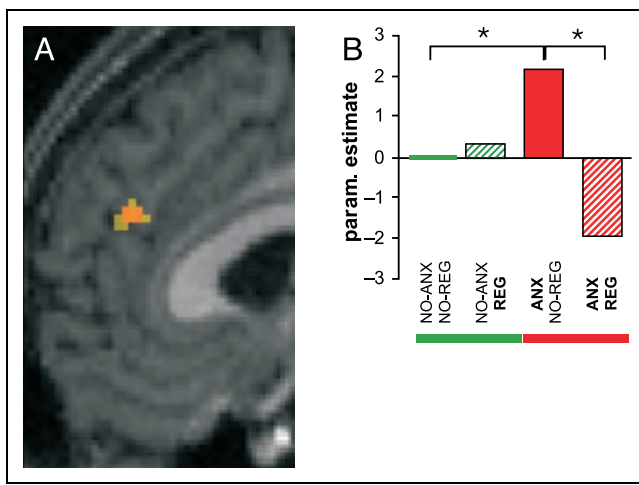 A
B
* *
3
2
1
0
–1
–2
–3
param. estimate
NO-ANX
NO-REG
NO-ANX
REG
ANX
NO-REG
ANX
REG